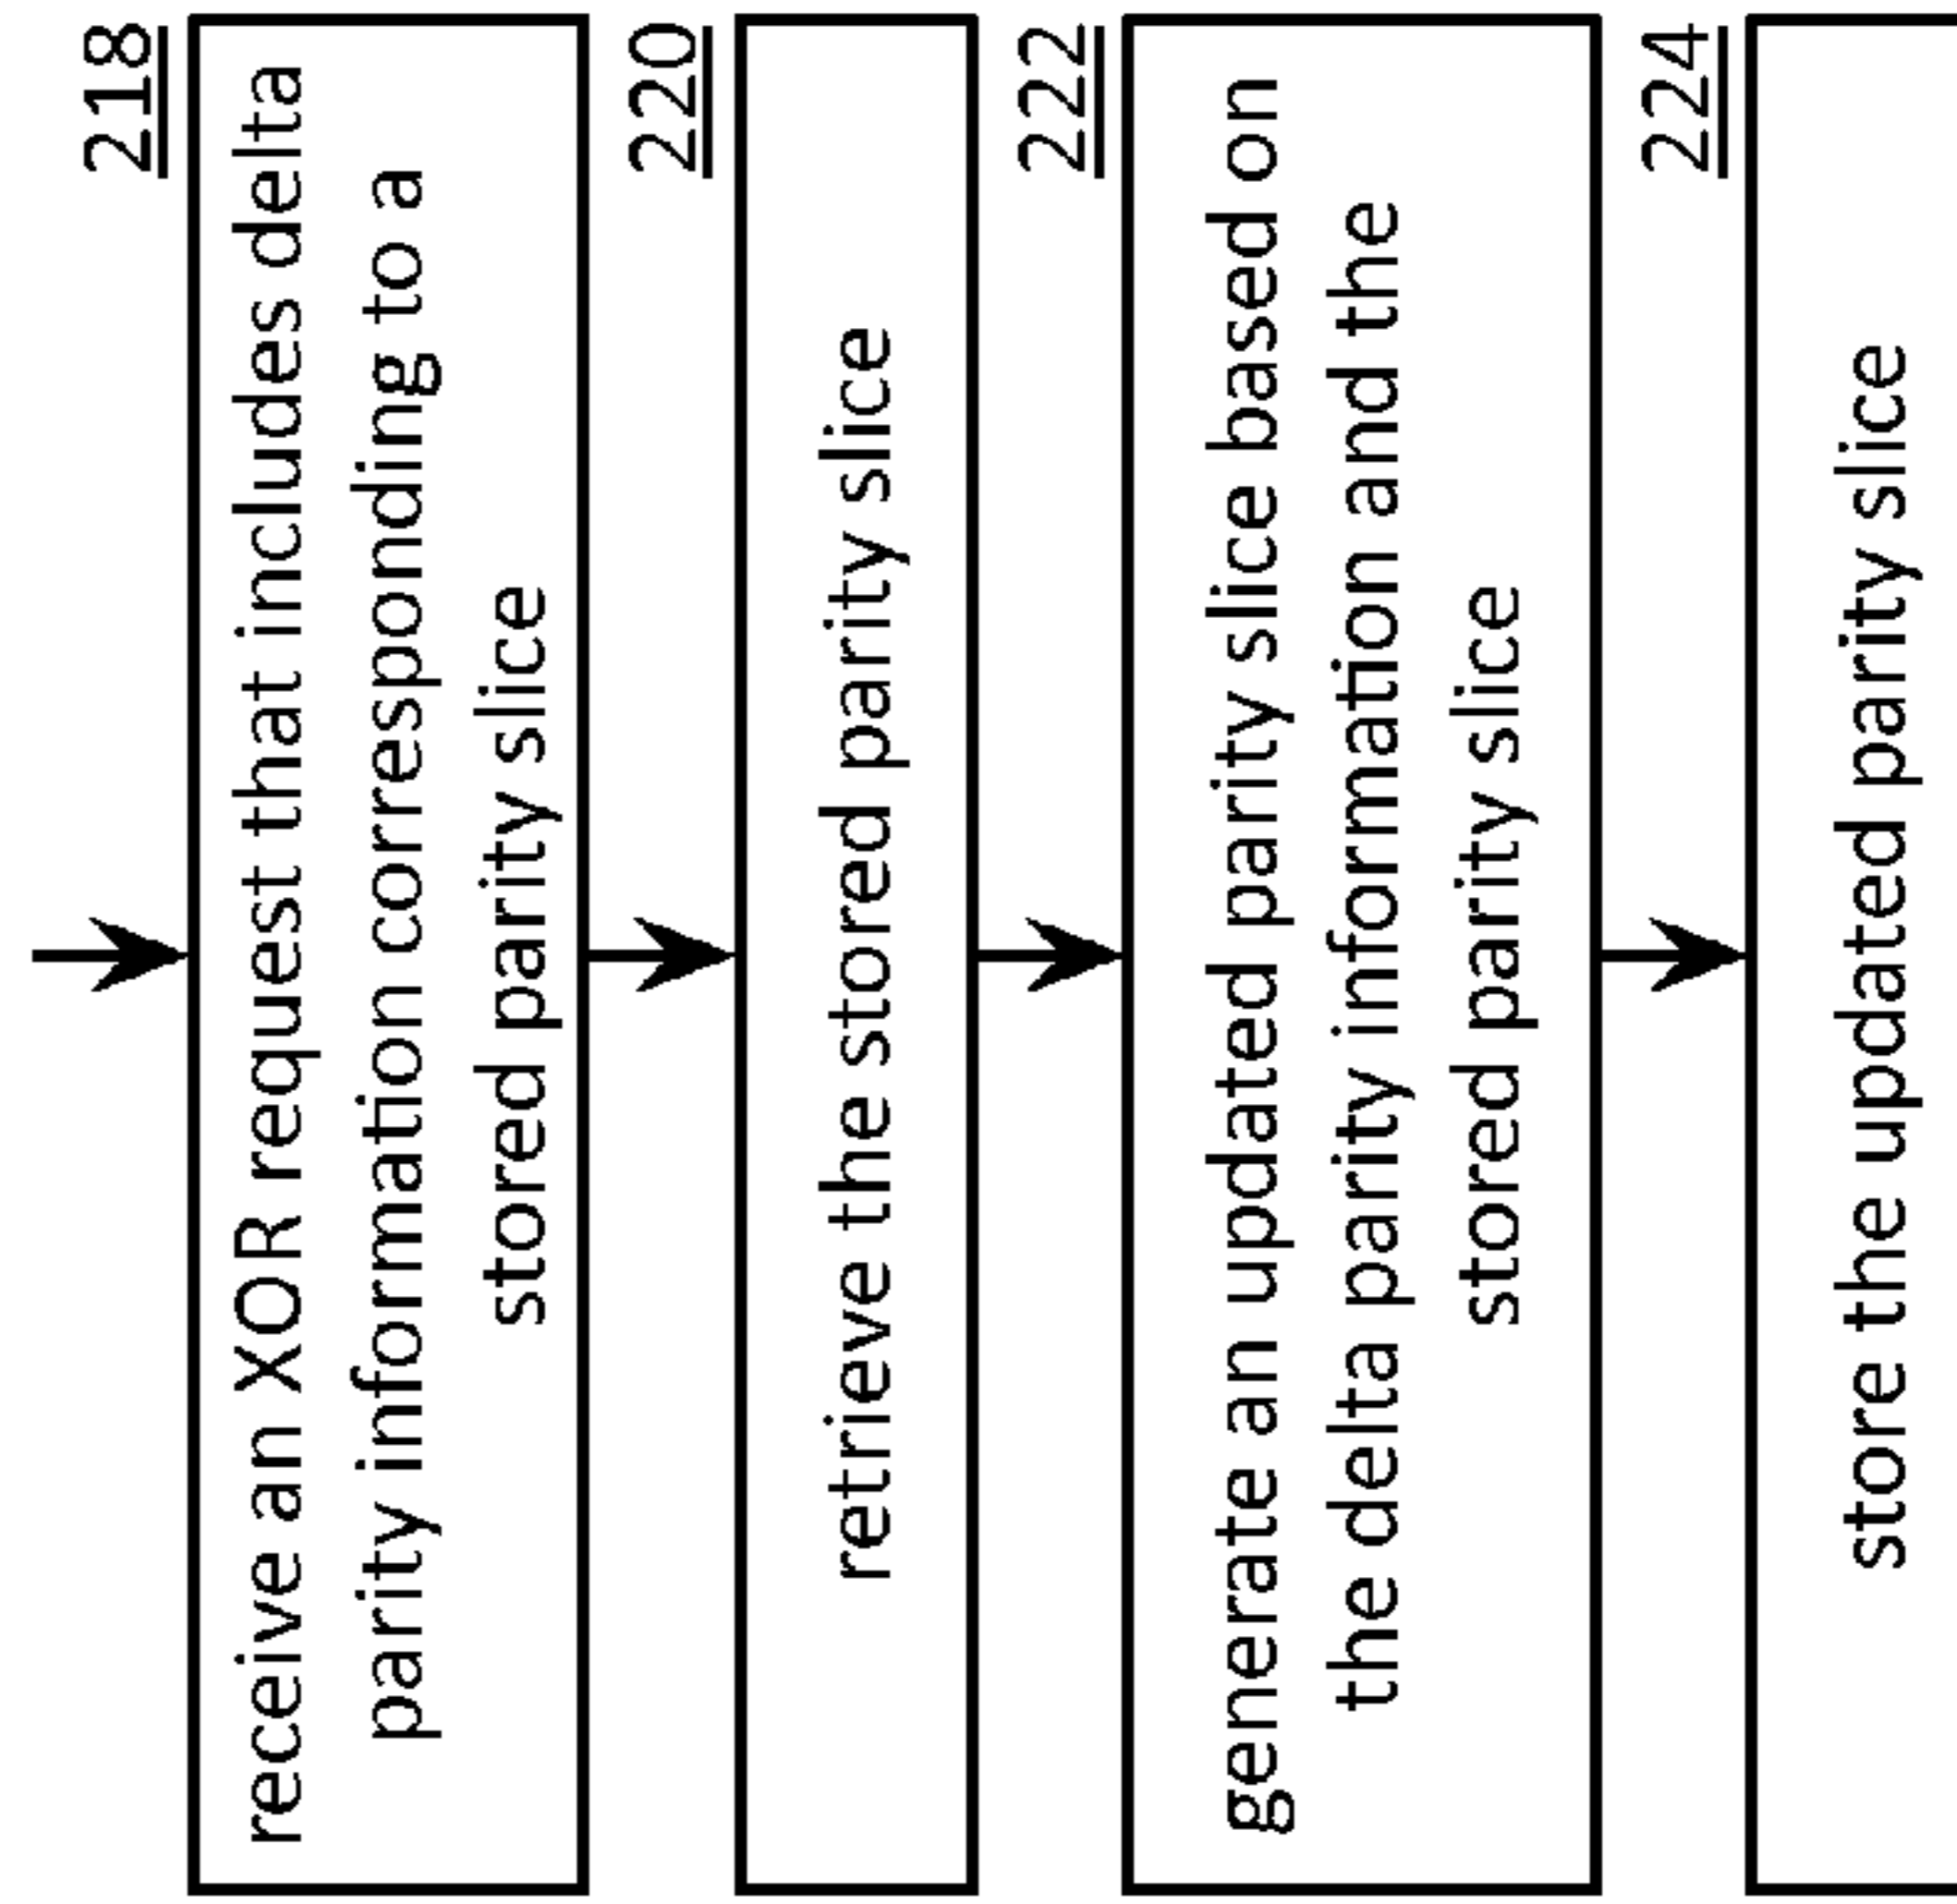 218
receive an XOR request that includes delta
parity information corresponding to a
stored parity slice
220
retrieve the stored parity slice
222
generate an updated parity slice based on
the delta parity information and the
stored parity slice
224
store the updated parity slice